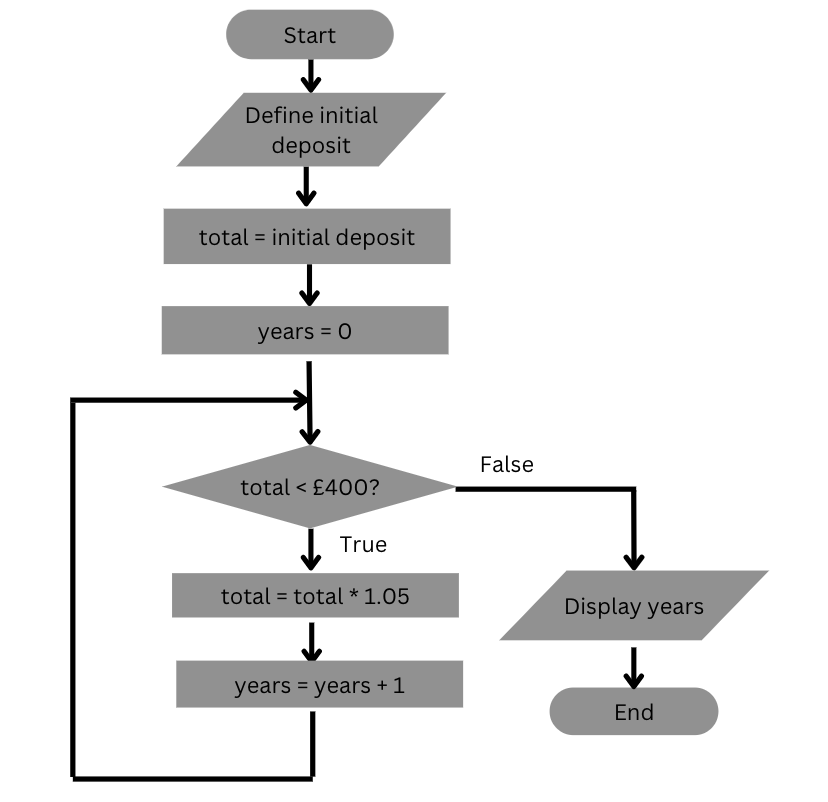 Start
Define initial
deposit
total = initial deposit
years = 0
total < £400?
False
True
total = total * 1.05
Display years
years = years + 1
End